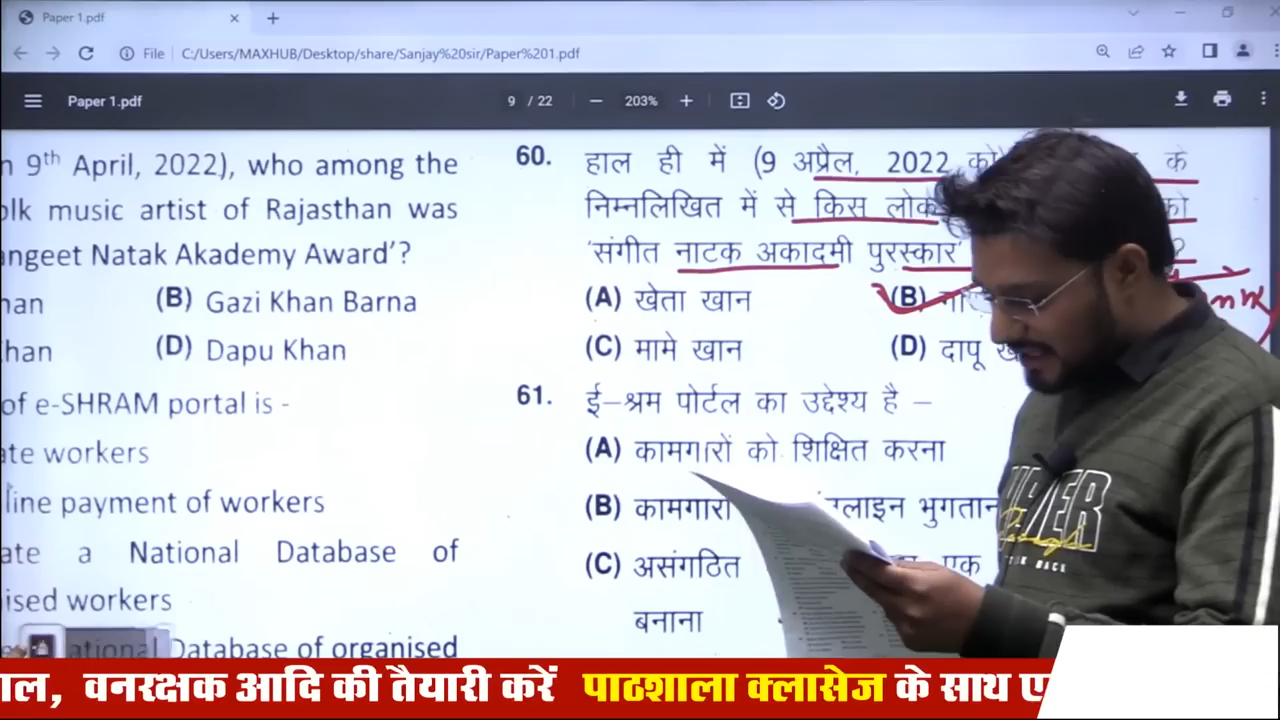 Paper 1.pdf
File C:/Users/MAXHUB/Desktop/share/Sanjay%20sir/Paper%201.pdf
Paper 1.pdf 9 / 22 203%
n 9th April, 2022), who among the
olk music artist of Rajasthan was
angeet Natak Akademy Award'?
han (B) Gazi Khan Barna
Khan (D) Dapu Khan
of e-SHRAM portal is -
ate workers
line payment of workers
ate a National Database of
ised workers
ational Database of organised
60. हाल ही में (9 अप्रैल, 2022 को के
निम्नलिखित में से किस लोक को
'संगीत नाटक अकादमी पुरस्कार' ?
(A) खेता खान (B)
(C) मामे खान (D) दापू
61. ई–श्रम पोर्टल का उद्देश्य है –
(A) कामगारों को शिक्षित करना
(B) कामगारों भुगतान
(C) असंगठित एक
बनाना
ाल, वनरक्षक आदि की तैयारी करें पाठशाला क्लासेज के साथ ए